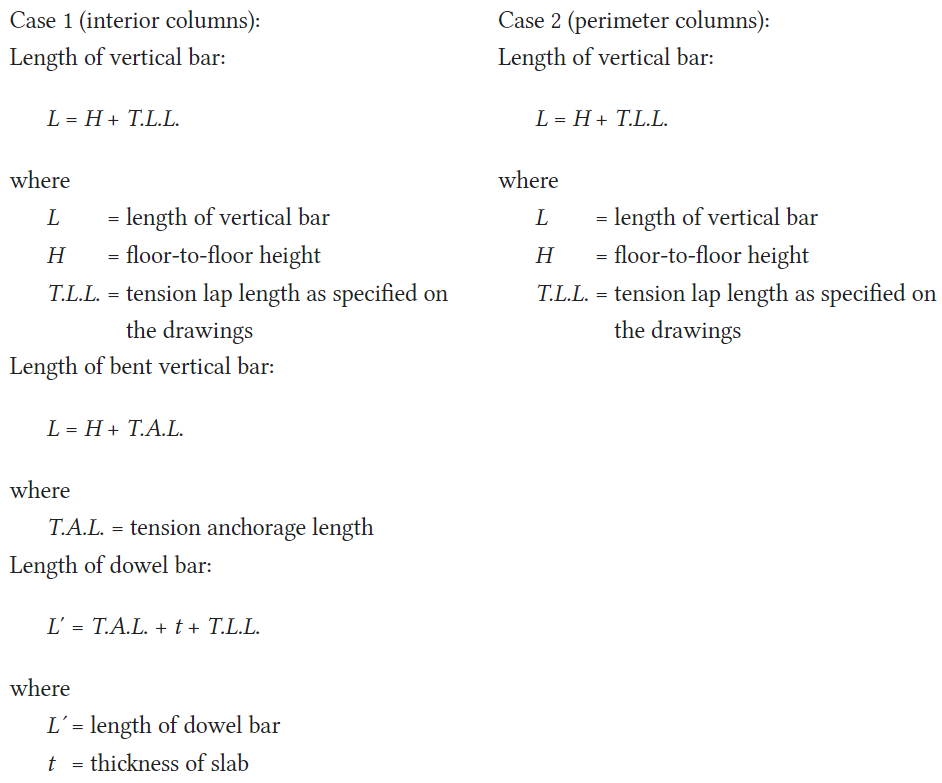 Case 1 (interior columns):
Length of vertical bar:
L = H + T.L.L.
where
L = length of vertical bar
H = floor-to-floor height
T.L.L. = tension lap length as specified on
the drawings
Length of bent vertical bar:
L = H + T.A.L.
where
T.A.L. = tension anchorage length
Length of dowel bar:
L′ = T.A.L. + t + T.L.L.
where
L′ = length of dowel bar
t = thickness of slab
Case 2 (perimeter columns):
Length of vertical bar:
L = H + T.L.L.
where
L = length of vertical bar
H = floor-to-floor height
T.L.L. = tension lap length as specified on
the drawings